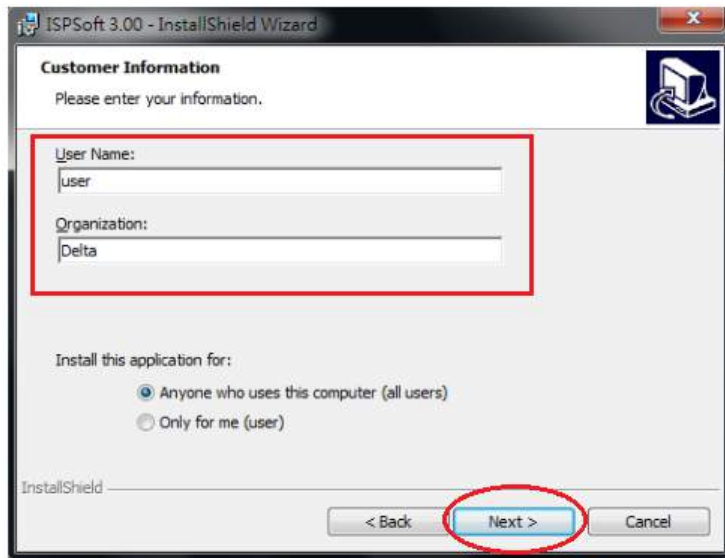 ISPSoft 3.00 - InstallShield Wizard
Customer Information
Please enter your information.
User Name:
user
Organization:
Delta
Install this application for:
Anyone who uses this computer (all users)
Only for me (user)
InstallShield
< Back Next > Cancel